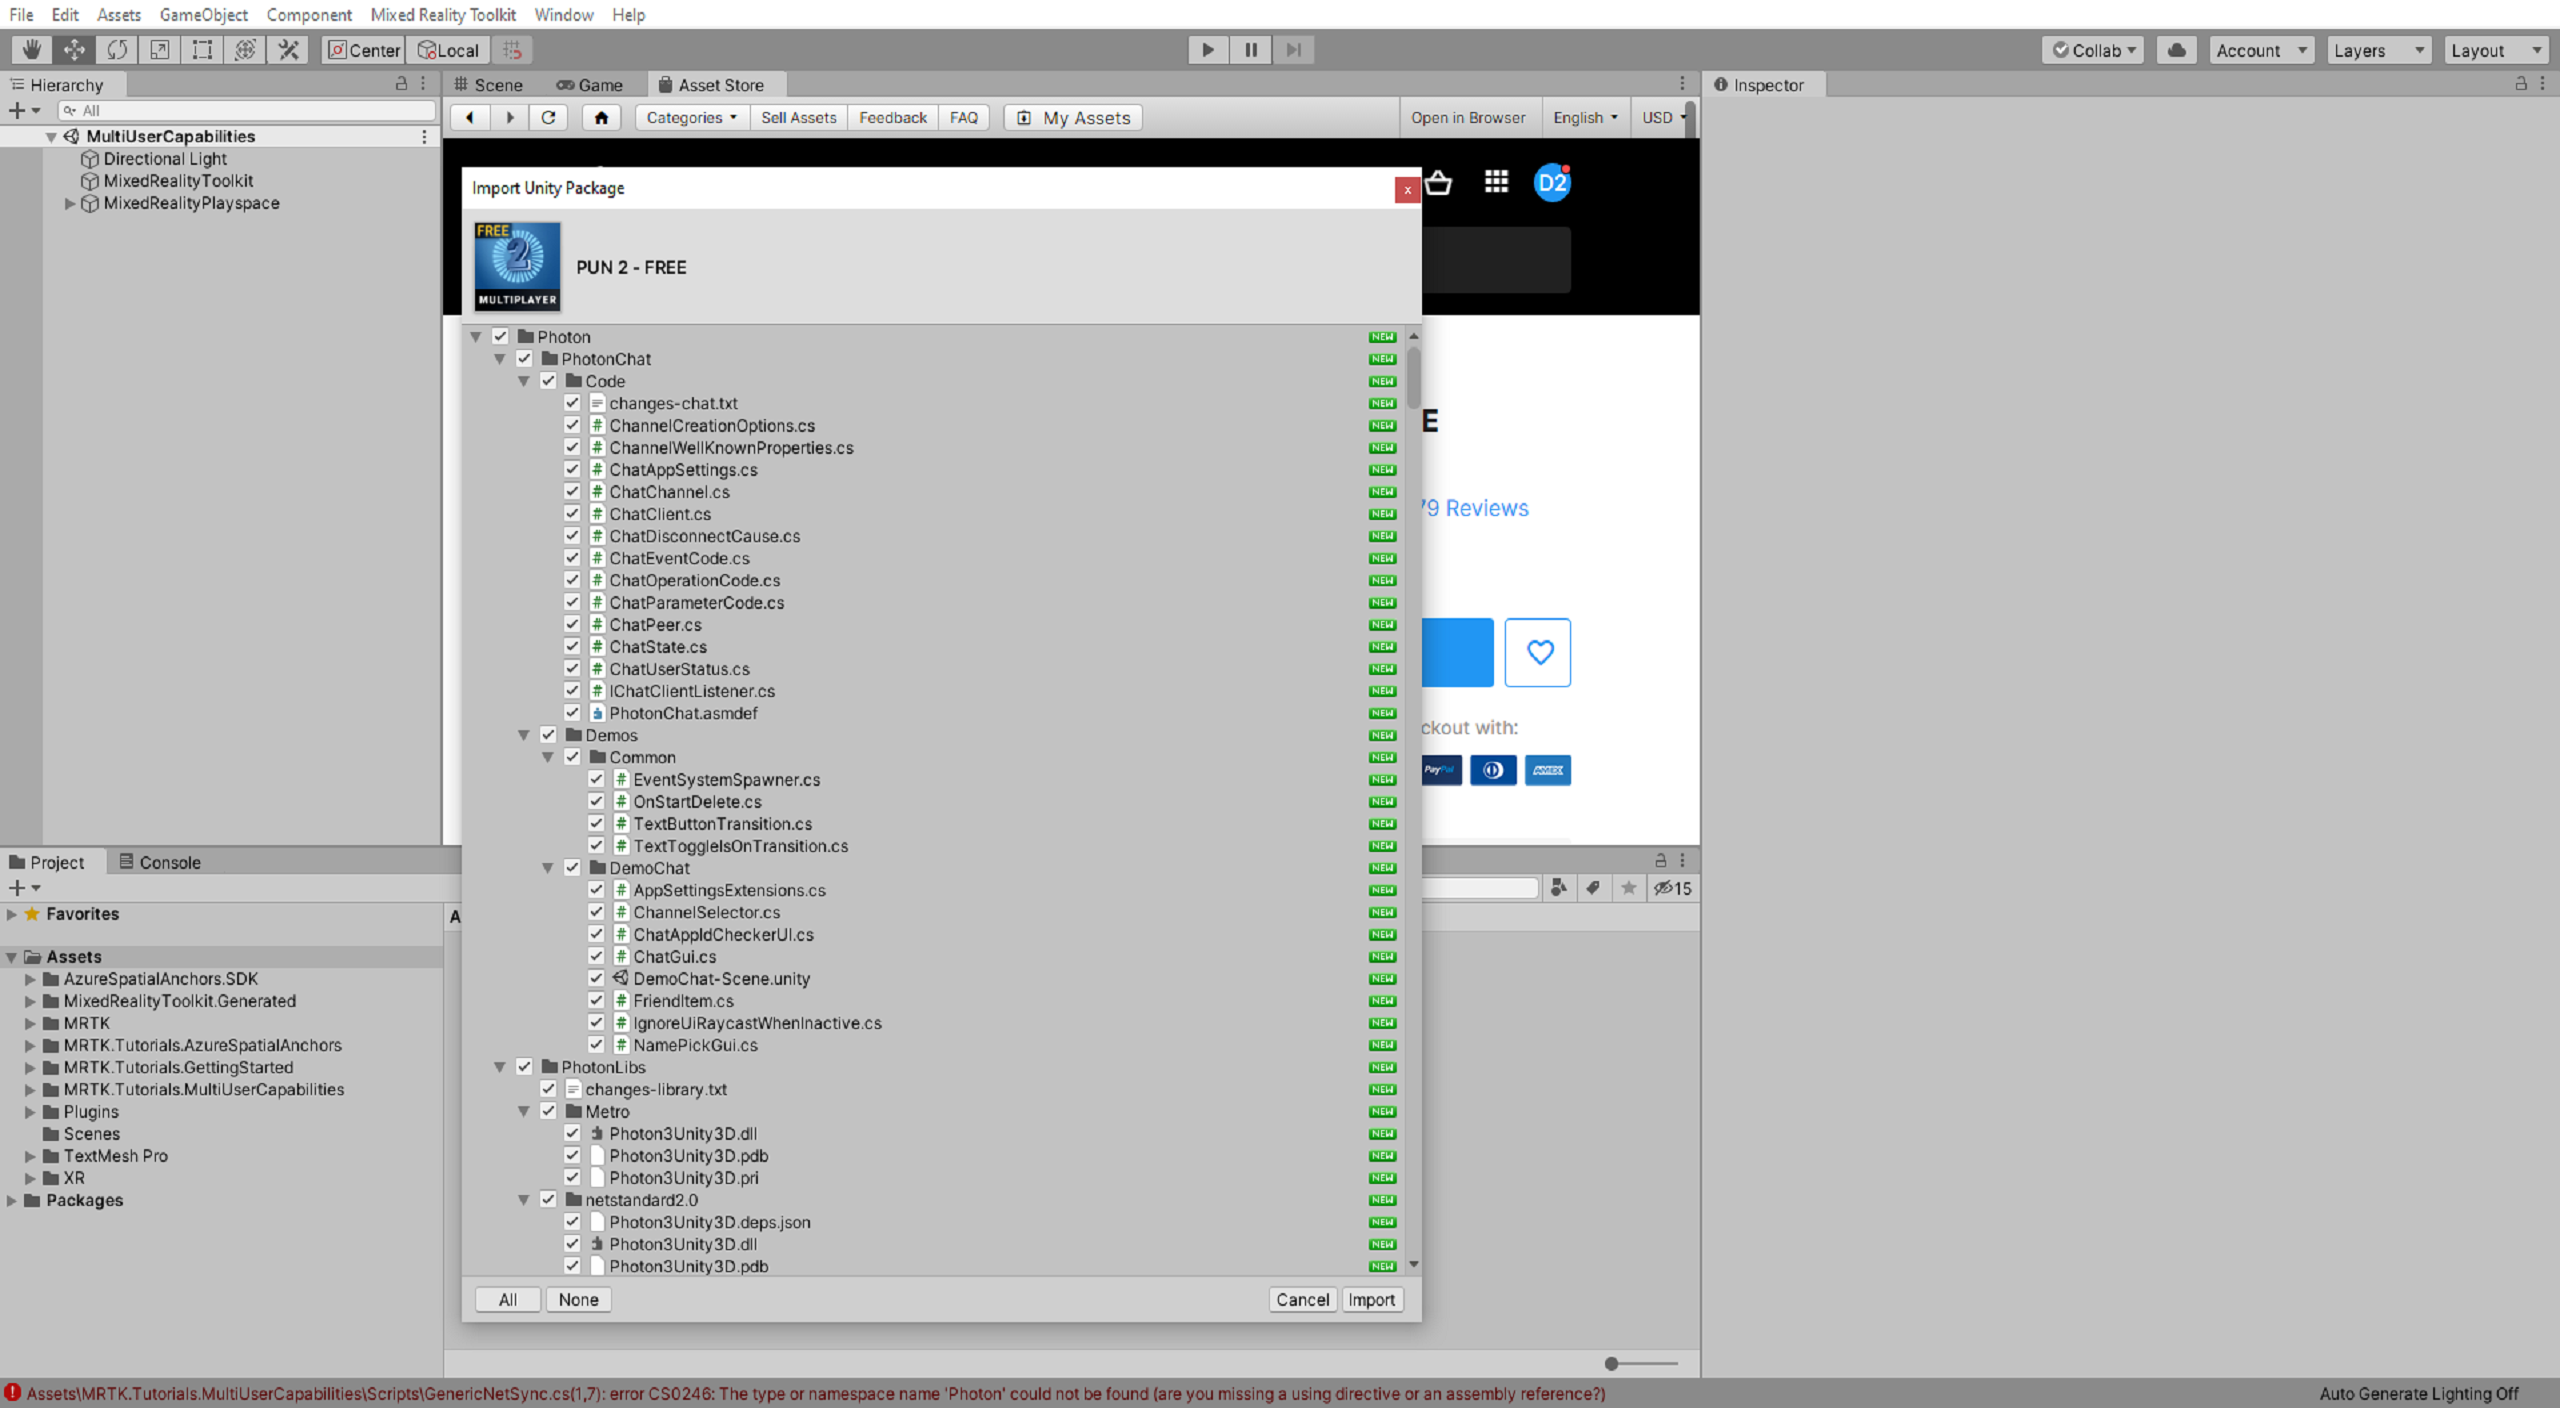 File Edit Assets GameObject Component Mixed Reality Toolkit Window Help
Center Local Collab Account Layers Layout
Hierarchy
All
MultiUserCapabilities
Directional Light
MixedRealityToolkit
MixedRealityPlayspace
Scene Game Asset Store
Categories Sell Assets Feedback FAQ My Assets Open in Browser English USD
D2
E
79 Reviews
ckout with:
PayPal AMEX
Inspector
Import Unity Package
x
FREE
2
MULTIPLAYER
PUN 2 - FREE
Photon NEW
PhotonChat NEW
Code NEW
changes-chat.txt NEW
ChannelCreationOptions.cs NEW
ChannelWellKnownProperties.cs NEW
ChatAppSettings.cs NEW
ChatChannel.cs NEW
ChatClient.cs NEW
ChatDisconnectCause.cs NEW
ChatEventCode.cs NEW
ChatOperationCode.cs NEW
ChatParameterCode.cs NEW
ChatPeer.cs NEW
ChatState.cs NEW
ChatUserStatus.cs NEW
IChatClientListener.cs NEW
PhotonChat.asmdef NEW
Demos NEW
Common NEW
EventSystemSpawner.cs NEW
OnStartDelete.cs NEW
TextButtonTransition.cs NEW
TextToggleIsOnTransition.cs NEW
DemoChat NEW
AppSettingsExtensions.cs NEW
ChannelSelector.cs NEW
ChatAppIdCheckerUI.cs NEW
ChatGui.cs NEW
DemoChat-Scene.unity NEW
FriendItem.cs NEW
IgnoreUiRaycastWhenInactive.cs NEW
NamePickGui.cs NEW
PhotonLibs NEW
changes-library.txt NEW
Metro NEW
Photon3Unity3D.dll NEW
Photon3Unity3D.pdb NEW
Photon3Unity3D.pri NEW
netstandard2.0 NEW
Photon3Unity3D.deps.json NEW
Photon3Unity3D.dll NEW
Photon3Unity3D.pdb NEW
All None Cancel Import
Project Console
15
A
Favorites
Assets
AzureSpatialAnchors.SDK
MixedRealityToolkit.Generated
MRTK
MRTK.Tutorials.AzureSpatialAnchors
MRTK.Tutorials.GettingStarted
MRTK.Tutorials.MultiUserCapabilities
Plugins
Scenes
TextMesh Pro
XR
Packages
Assets\MRTK.Tutorials.MultiUserCapabilities\Scripts\GenericNetSync.cs(1,7): error CS0246: The type or namespace name 'Photon' could not be found (are you missing a using directive or an assembly reference?)
Auto Generate Lighting Off